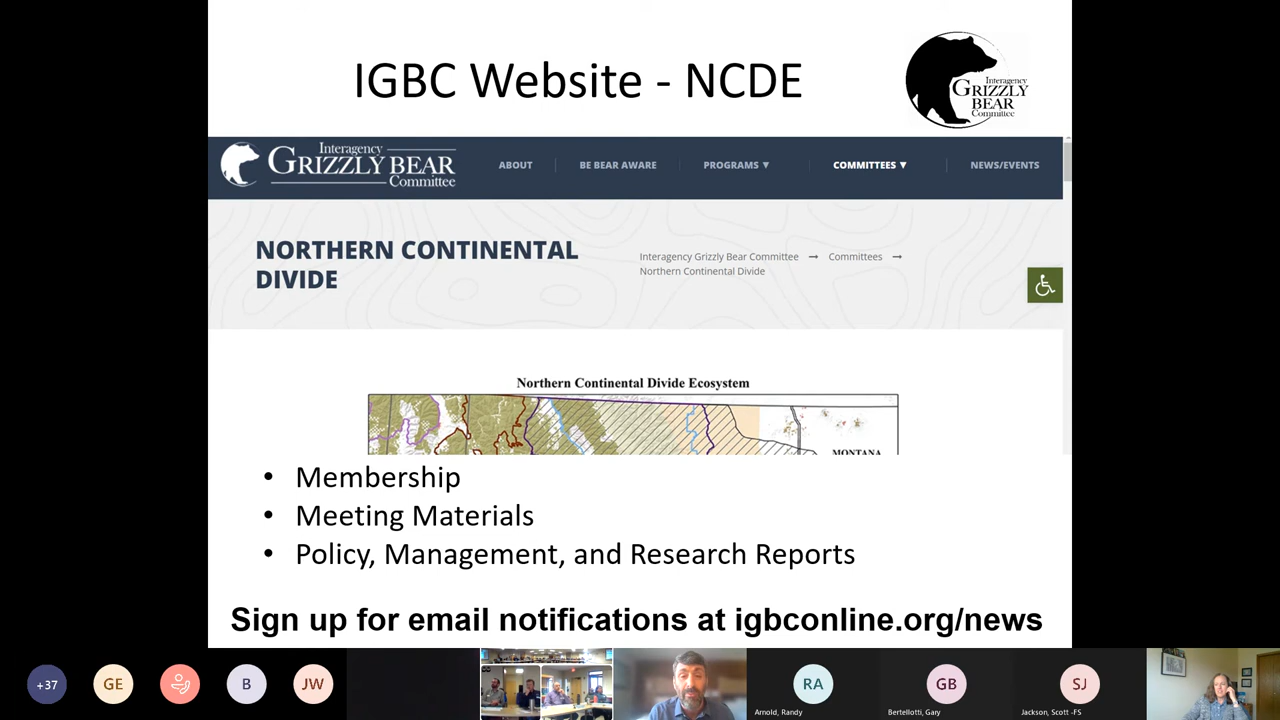 IGBC Website - NCDE
Interagency
GRIZZLY
BEAR
Committee
Interagency
GRIZZLY BEAR
Committee
ABOUT
BE BEAR AWARE
PROGRAMS ▼
COMMITTEES ▼
NEWS/EVENTS
NORTHERN CONTINENTAL
DIVIDE
Interagency Grizzly Bear Committee → Committees →
Northern Continental Divide
Northern Continental Divide Ecosystem
MONTANA
• Membership
• Meeting Materials
• Policy, Management, and Research Reports
Sign up for email notifications at igbconline.org/news
+37
GE
B
JW
RA
Arnold, Randy
GB
Bertellotti, Gary
SJ
Jackson, Scott -FS